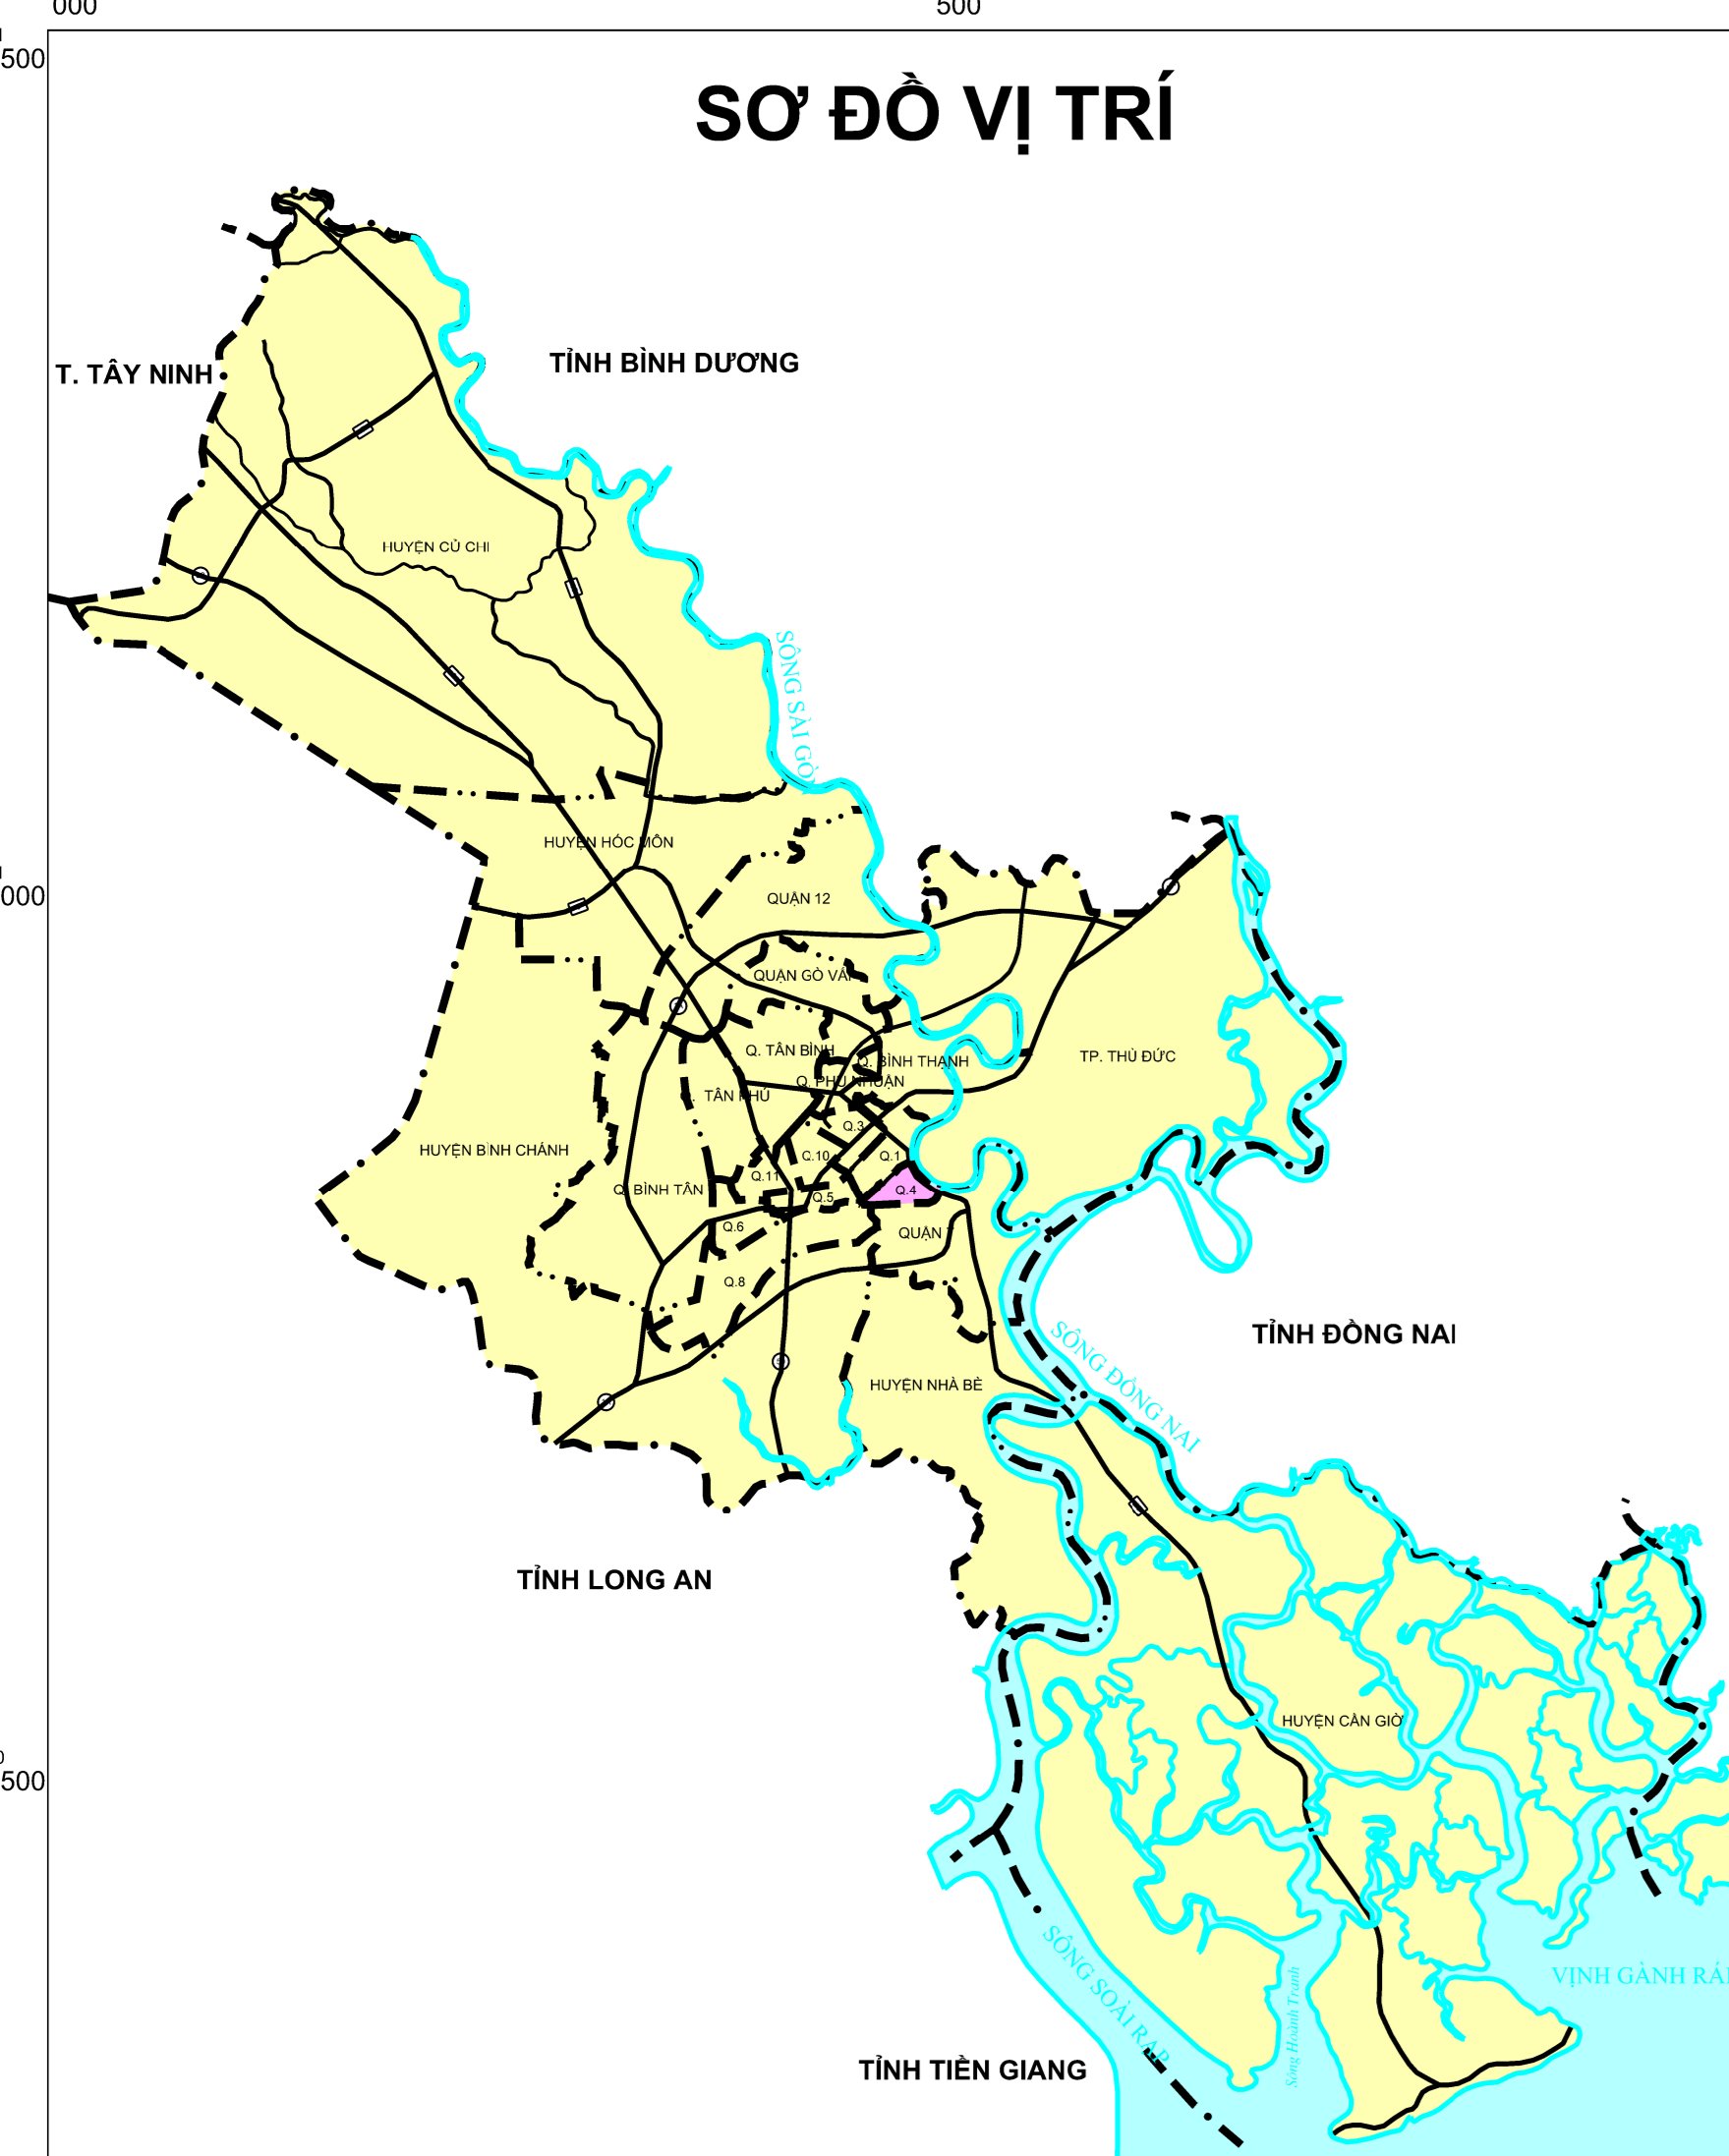 000
500
500
SƠ ĐỒ VỊ TRÍ
T. TÂY NINH
TỈNH BÌNH DƯƠNG
HUYỆN CỦ CHI
SÔNG SÀI GÒN
HUYỆN HÓC MÔN
000
QUẬN 12
QUẬN GÒ VẤP
Q. TÂN BÌNH
Q. BÌNH THẠNH
TP. THỦ ĐỨC
Q. PHÚ NHUẬN
Q. TÂN PHÚ
Q.3
HUYỆN BÌNH CHÁNH
Q.10
Q.1
Q.11
Q. BÌNH TÂN
Q.5
Q.4
Q.6
QUẬN 7
Q.8
SÔNG ĐỒNG NAI
TỈNH ĐỒNG NAI
HUYỆN NHÀ BÈ
TỈNH LONG AN
HUYỆN CẦN GIỜ
0
500
SÔNG SOÀI RẠP
Sông Hoành Tranh
VỊNH GÀNH RÁI
TỈNH TIỀN GIANG